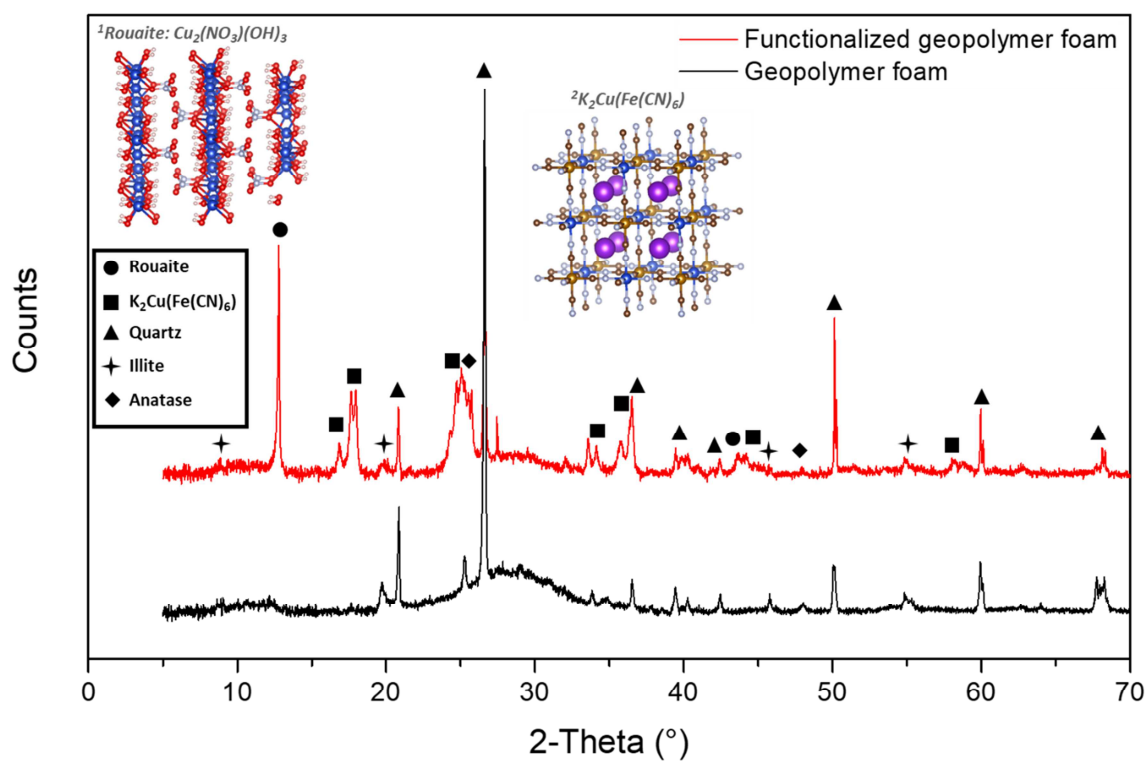 ¹Rouaite: Cu₂(NO₃)(OH)₃
Functionalized geopolymer foam
Geopolymer foam
²K₂Cu(Fe(CN)₆)
Rouaite
K₂Cu(Fe(CN)₆)
Quartz
Illite
Anatase
Counts
0 10 20 30 40 50 60 70
2-Theta (°)